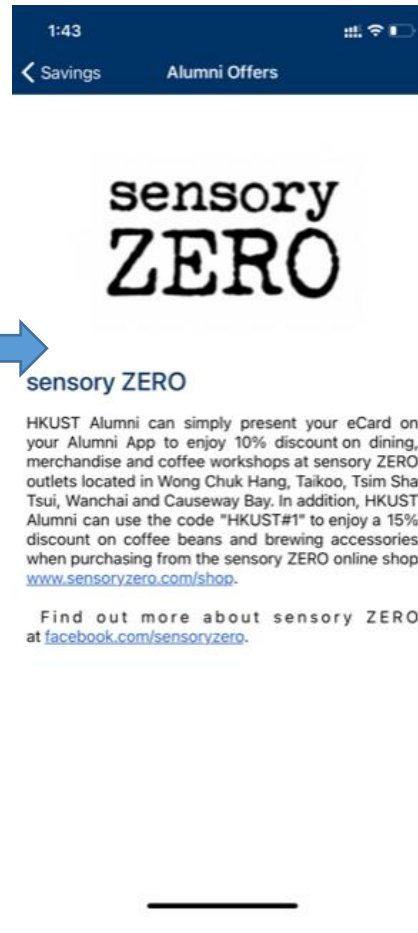 1:43
Savings
Alumni Offers
sensory
ZERO
sensory ZERO
HKUST Alumni can simply present your eCard on
your Alumni App to enjoy 10% discount on dining,
merchandise and coffee workshops at sensory ZERO
outlets located in Wong Chuk Hang, Taikoo, Tsim Sha
Tsui, Wanchai and Causeway Bay. In addition, HKUST
Alumni can use the code "HKUST#1" to enjoy a 15%
discount on coffee beans and brewing accessories
when purchasing from the sensory ZERO online shop
www.sensoryzero.com/shop.
Find out more about sensory ZERO
at facebook.com/sensoryzero.